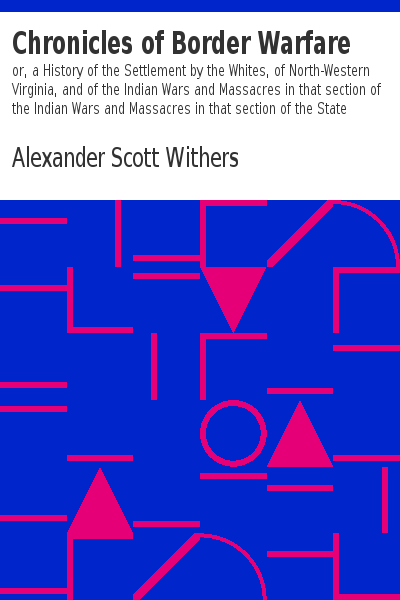 Chronicles of Border Warfare
or, a History of the Settlement by the Whites, of North-Western
Virginia, and of the Indian Wars and Massacres in that section of
the Indian Wars and Massacres in that section of the State
Alexander Scott Withers